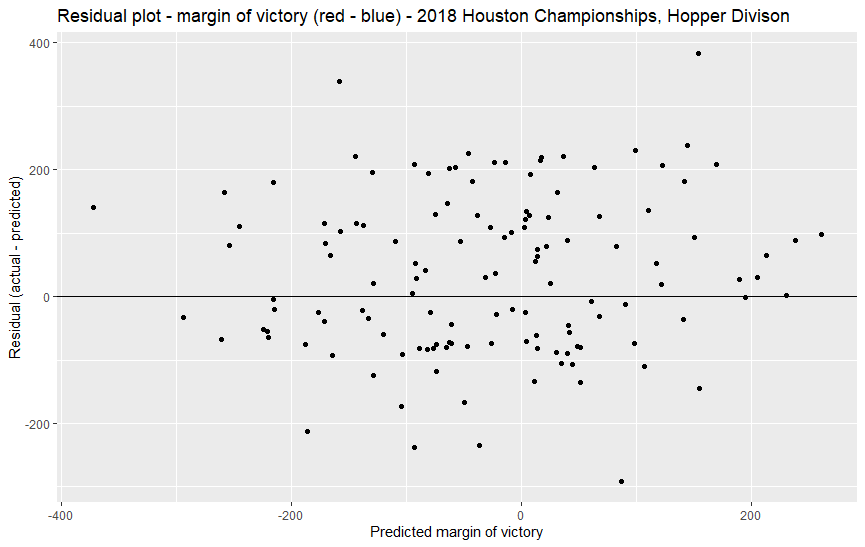 Residual plot - margin of victory (red - blue) - 2018 Houston Championships, Hopper Divison
Residual (actual - predicted)
400
200
0
-200
-400
-200
0
200
Predicted margin of victory